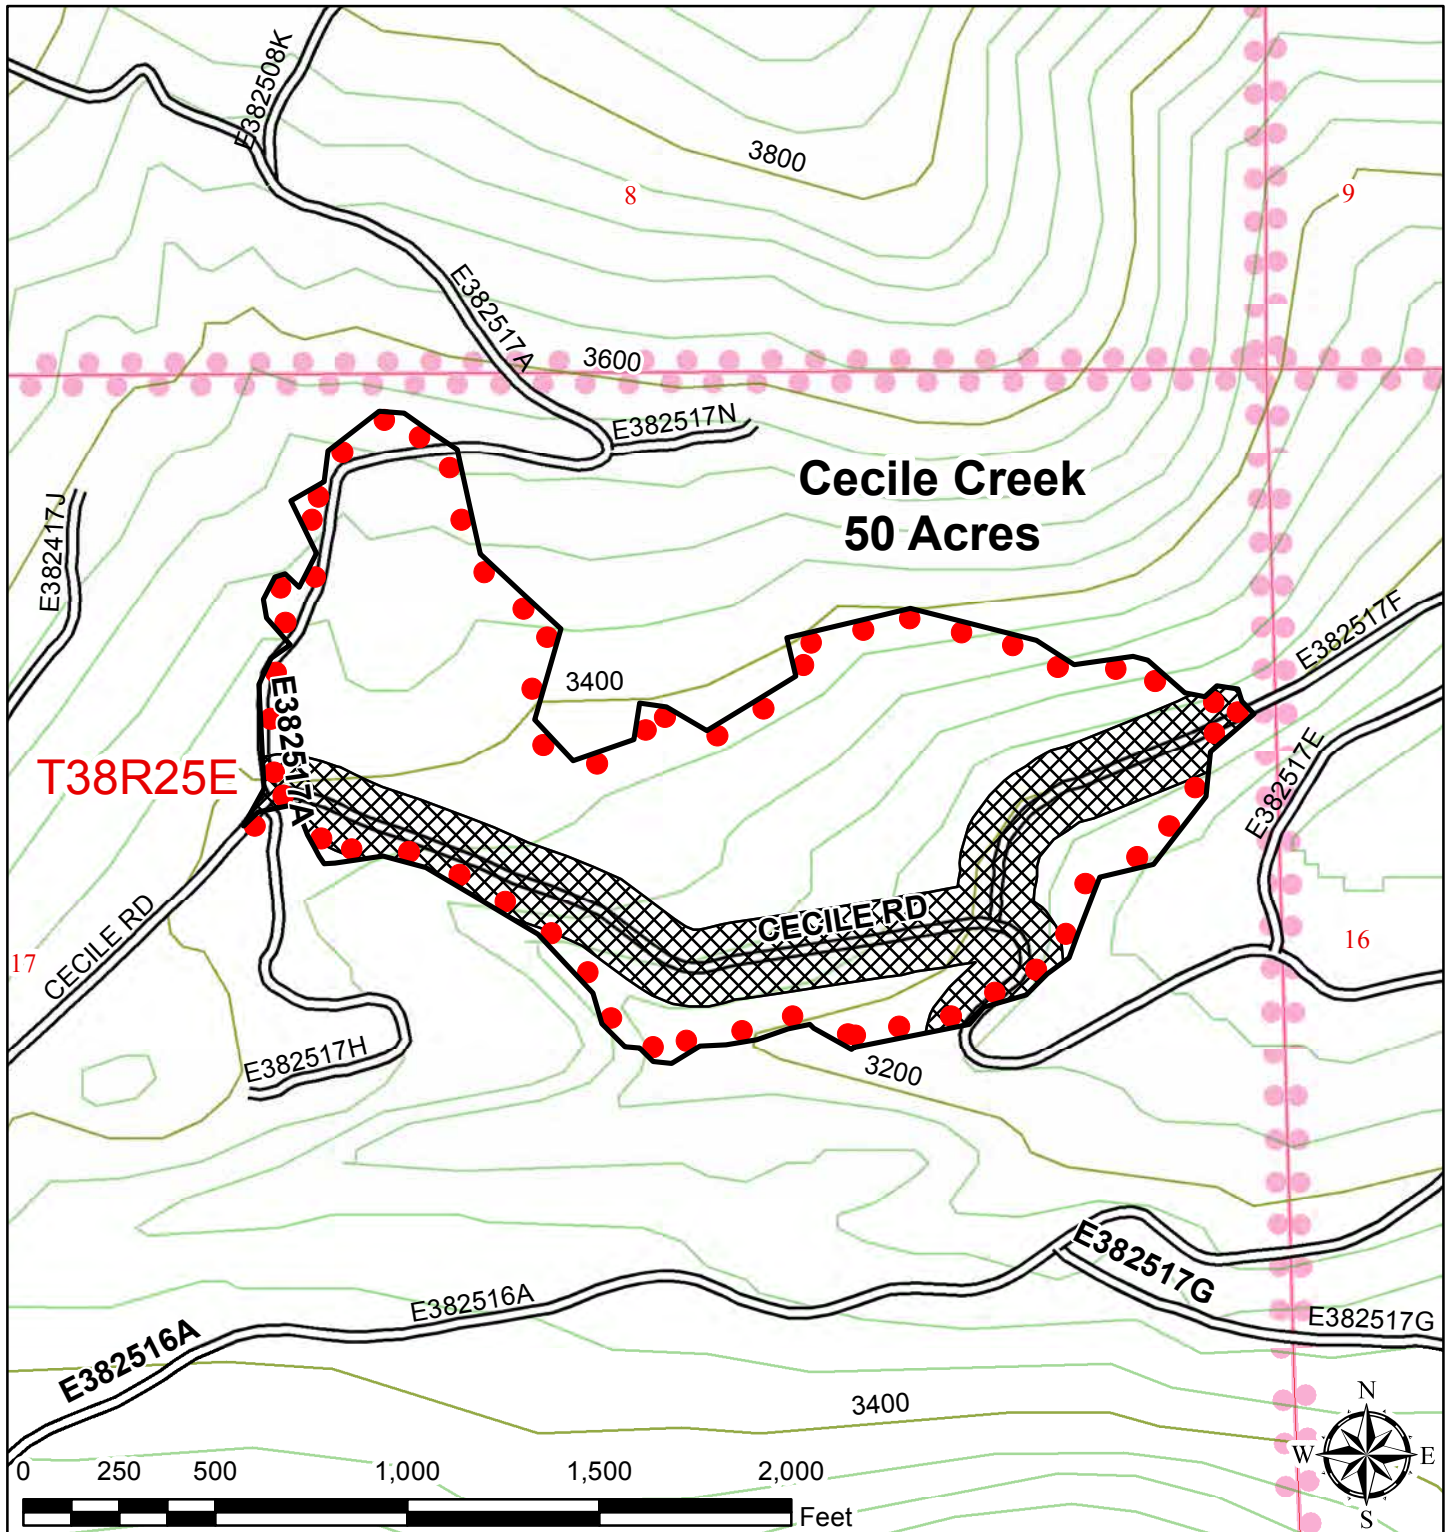 E382508K
3800
8
9
E382517A
3600
E382517N
Cecile Creek
50 Acres
E382417J
E382517F
3400
E382517A
E382517E
T38R25E
CECILE RD
CECILE RD
17
16
E382517H
3200
E382517G
E382516A
E382517G
E382516A
3400
N
W E
S
0 250 500 1,000 1,500 2,000
Feet